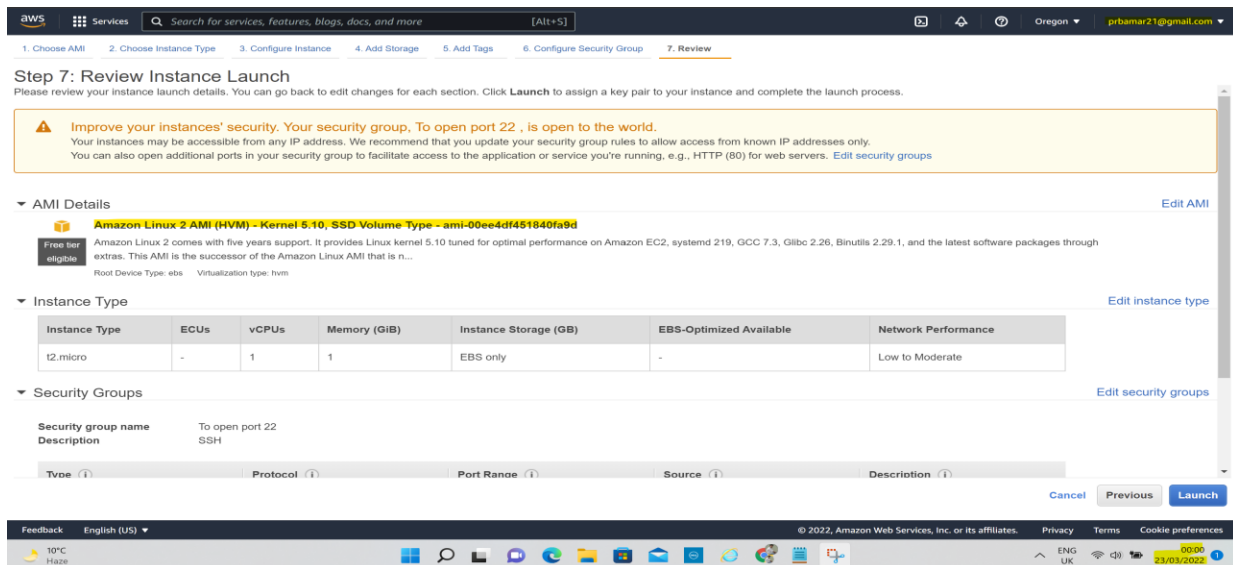 aws Services Search for services, features, blogs, docs, and more [Alt+S] Oregon prbamar21@gmail.com
1. Choose AMI 2. Choose Instance Type 3. Configure Instance 4. Add Storage 5. Add Tags 6. Configure Security Group 7. Review
Step 7: Review Instance Launch
Please review your instance launch details. You can go back to edit changes for each section. Click Launch to assign a key pair to your instance and complete the launch process.
Improve your instances' security. Your security group, To open port 22 , is open to the world.
Your instances may be accessible from any IP address. We recommend that you update your security group rules to allow access from known IP addresses only.
You can also open additional ports in your security group to facilitate access to the application or service you're running, e.g., HTTP (80) for web servers. Edit security groups
AMI Details Edit AMI
Amazon Linux 2 AMI (HVM) - Kernel 5.10, SSD Volume Type - ami-00ee4df451840fa9d
Free tier eligible
Amazon Linux 2 comes with five years support. It provides Linux kernel 5.10 tuned for optimal performance on Amazon EC2, systemd 219, GCC 7.3, Glibc 2.26, Binutils 2.29.1, and the latest software packages through
extras. This AMI is the successor of the Amazon Linux AMI that is n...
Root Device Type: ebs Virtualization type: hvm
Instance Type Edit instance type
Instance Type ECUs vCPUs Memory (GiB) Instance Storage (GB) EBS-Optimized Available Network Performance
t2.micro - 1 1 EBS only - Low to Moderate
Security Groups Edit security groups
Security group name To open port 22
Description SSH
Type Protocol Port Range Source Description
Cancel Previous Launch
Feedback English (US) © 2022, Amazon Web Services, Inc. or its affiliates. Privacy Terms Cookie preferences
10°C ENG 00:00
Haze UK 23/03/2022 1